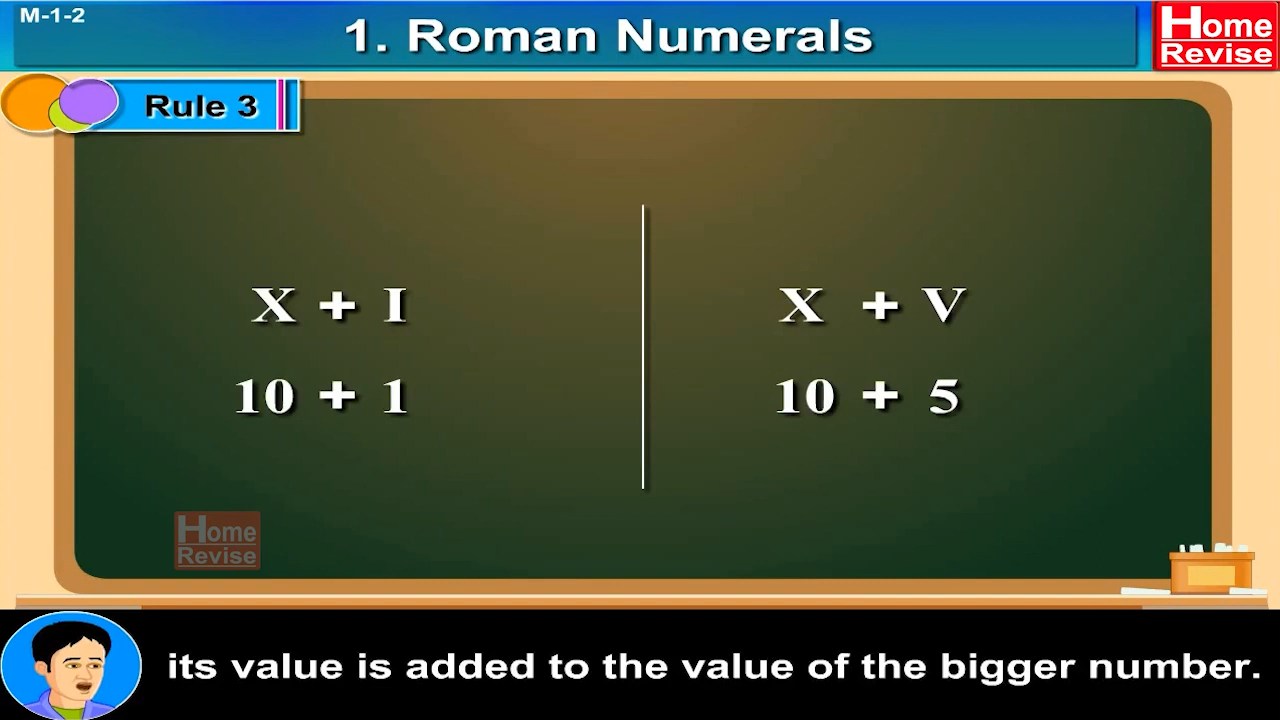 M-1-2
1. Roman Numerals
Home
Revise
Rule 3
X + I
10 + 1
X + V
10 + 5
Home
Revise
its value is added to the value of the bigger number.